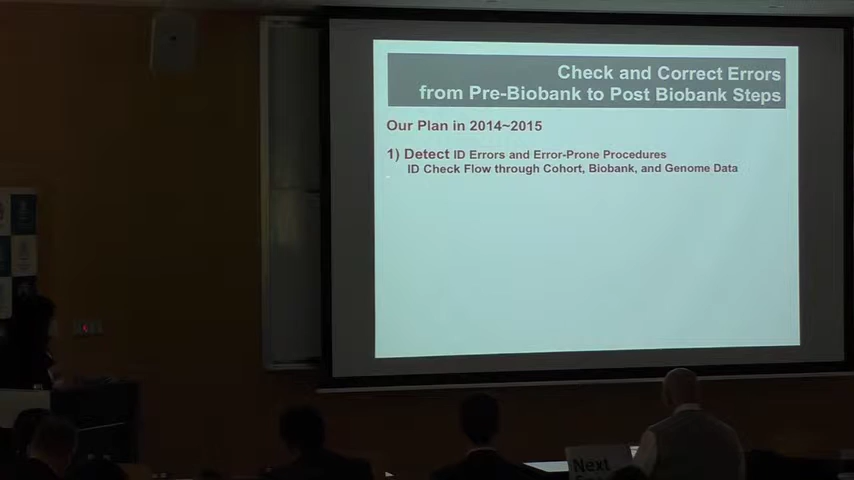 Check and Correct Errors
from Pre-Biobank to Post Biobank Steps
Our Plan in 2014~2015
1) Detect ID Errors and Error-Prone Procedures
ID Check Flow through Cohort, Biobank, and Genome Data
Next